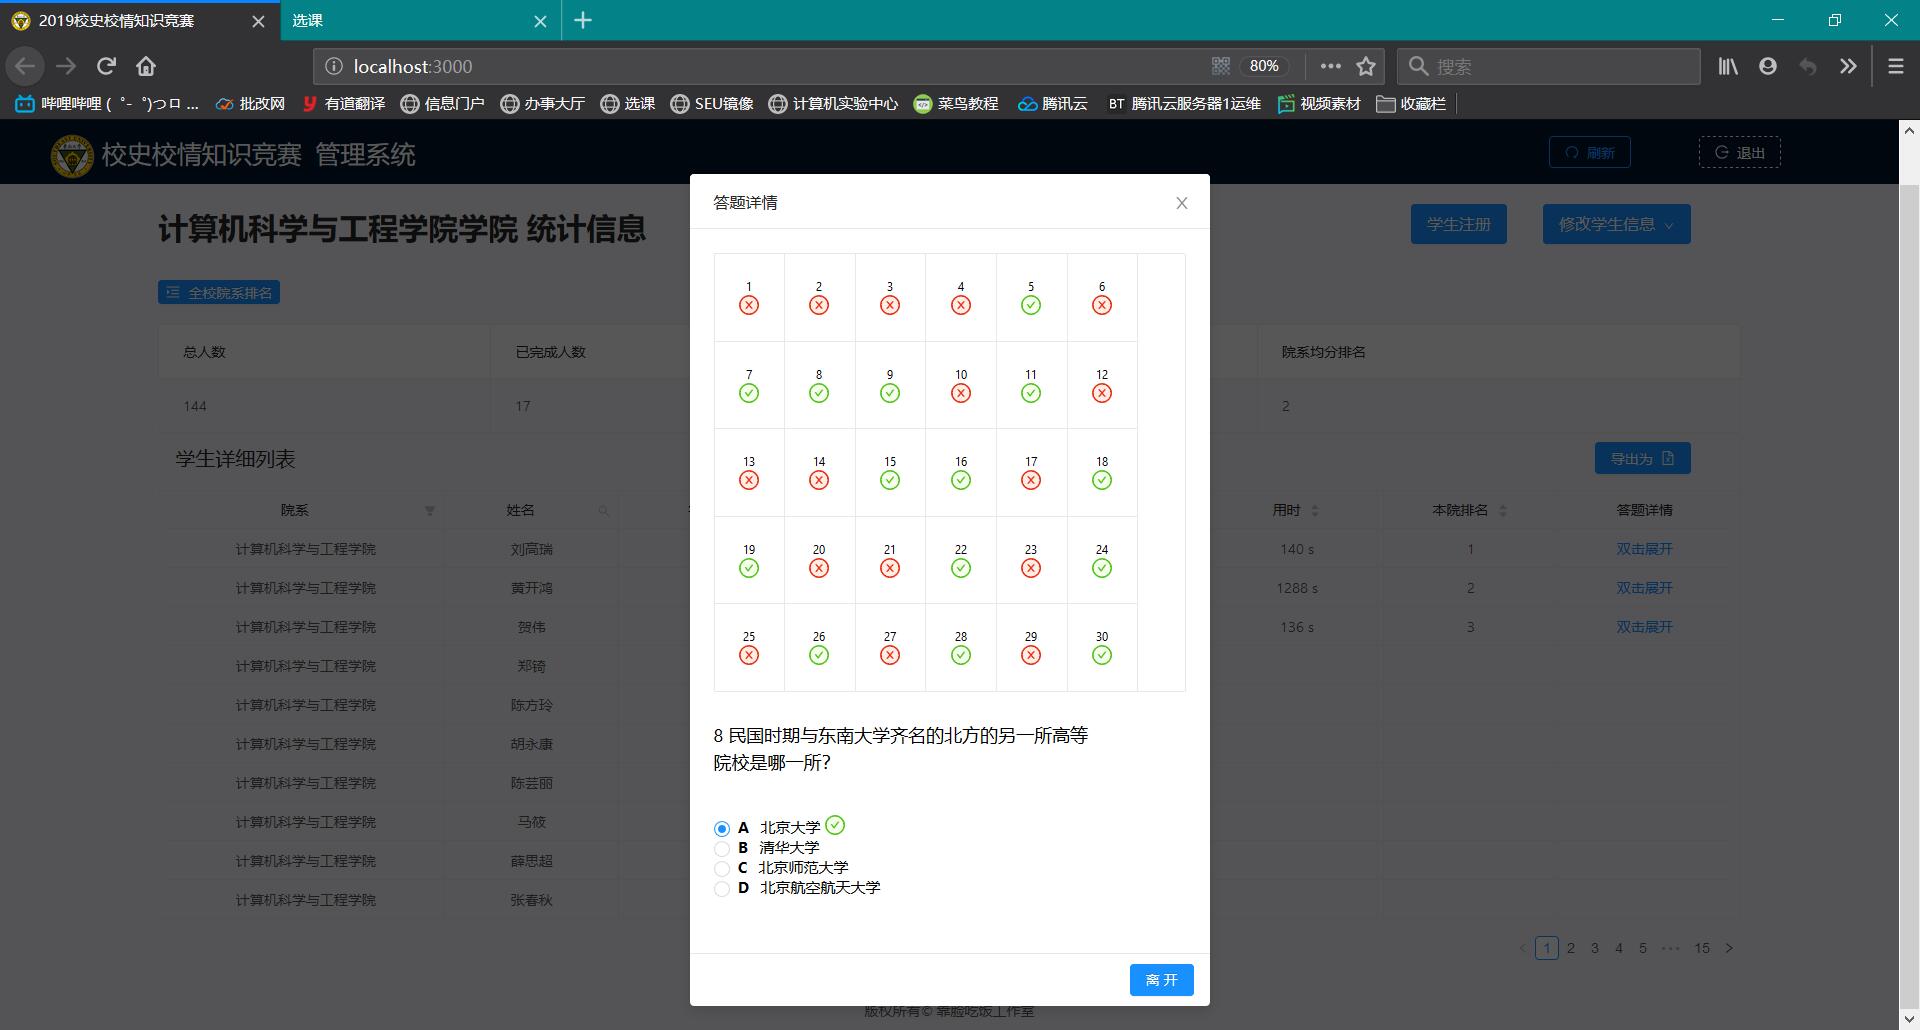 2019校史校情知识竞赛
选课
localhost:3000
80%
搜索
哔哩哔哩 ( ゜- ゜)つロ ...
批改网
有道翻译
信息门户
办事大厅
选课
SEU镜像
计算机实验中心
菜鸟教程
腾讯云
BT 腾讯云服务器1运维
视频素材
收藏栏
校史校情知识竞赛 管理系统
刷新
退出
计算机科学与工程学院学院 统计信息
学生注册
修改学生信息
全校院系排名
总人数
已完成人数
院系均分排名
144
17
2
学生详细列表
导出为
院系
姓名
用时
本院排名
答题详情
计算机科学与工程学院 刘高瑞 140 s 1 双击展开
计算机科学与工程学院 黄开鸿 1288 s 2 双击展开
计算机科学与工程学院 贺伟 136 s 3 双击展开
计算机科学与工程学院 郑锜
计算机科学与工程学院 陈方玲
计算机科学与工程学院 胡永康
计算机科学与工程学院 陈芸丽
计算机科学与工程学院 马筱
计算机科学与工程学院 薛思超
计算机科学与工程学院 张春秋
1 2 3 4 5 ••• 15
版权所有© 靠脸吃饭工作室
答题详情
1 2 3 4 5 6
7 8 9 10 11 12
13 14 15 16 17 18
19 20 21 22 23 24
25 26 27 28 29 30
8 民国时期与东南大学齐名的北方的另一所高等
院校是哪一所?
A 北京大学
B 清华大学
C 北京师范大学
D 北京航空航天大学
离 开